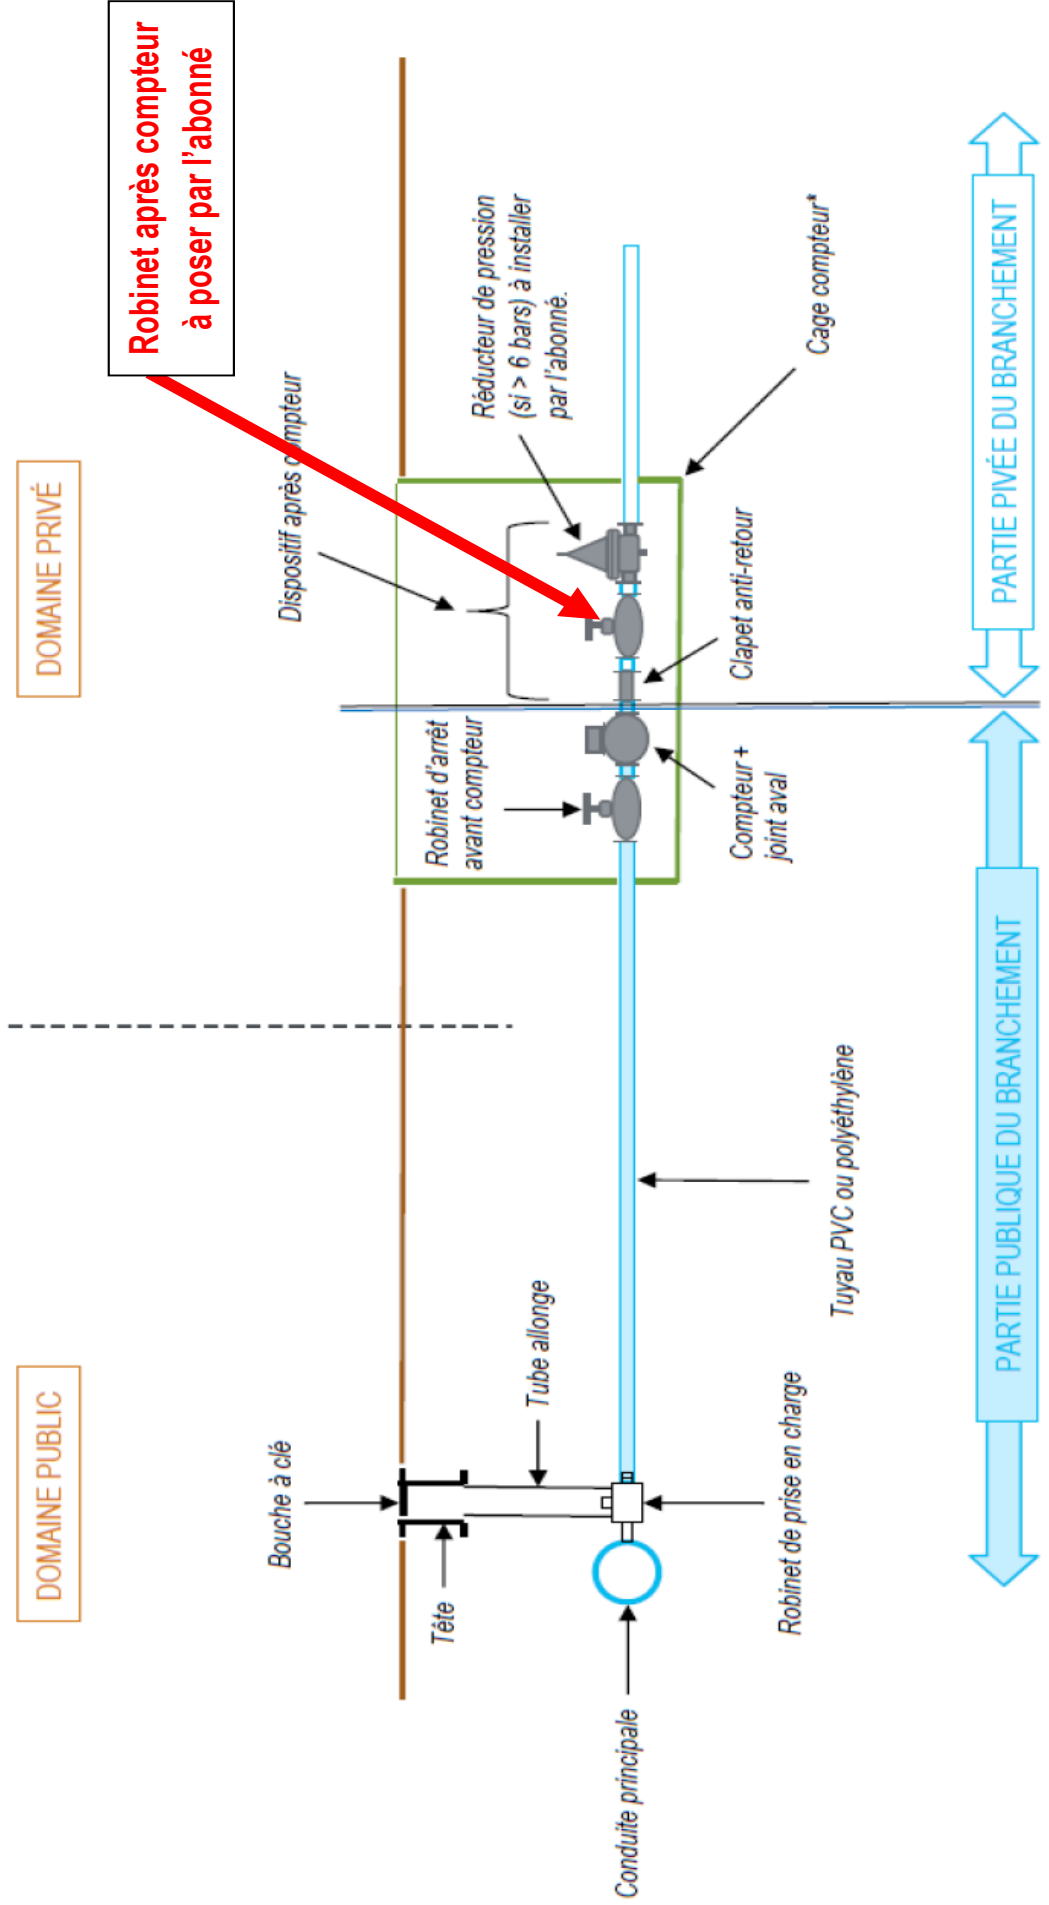 DOMAINE PUBLIC
DOMAINE PRIVÉ
Robinet après compteur
à poser par l'abonné
Bouche à clé
Dispositif après compteur
Tête
Tube allonge
Robinet d'arrêt
avant compteur
Réducteur de pression
(si > 6 bars) à installer
par l'abonné.
Conduite principale
Robinet de prise en charge
Tuyau PVC ou polyéthylène
Compteur +
joint aval
Clapet anti-retour
Cage compteur*
PARTIE PUBLIQUE DU BRANCHEMENT
PARTIE PIVÉE DU BRANCHEMENT